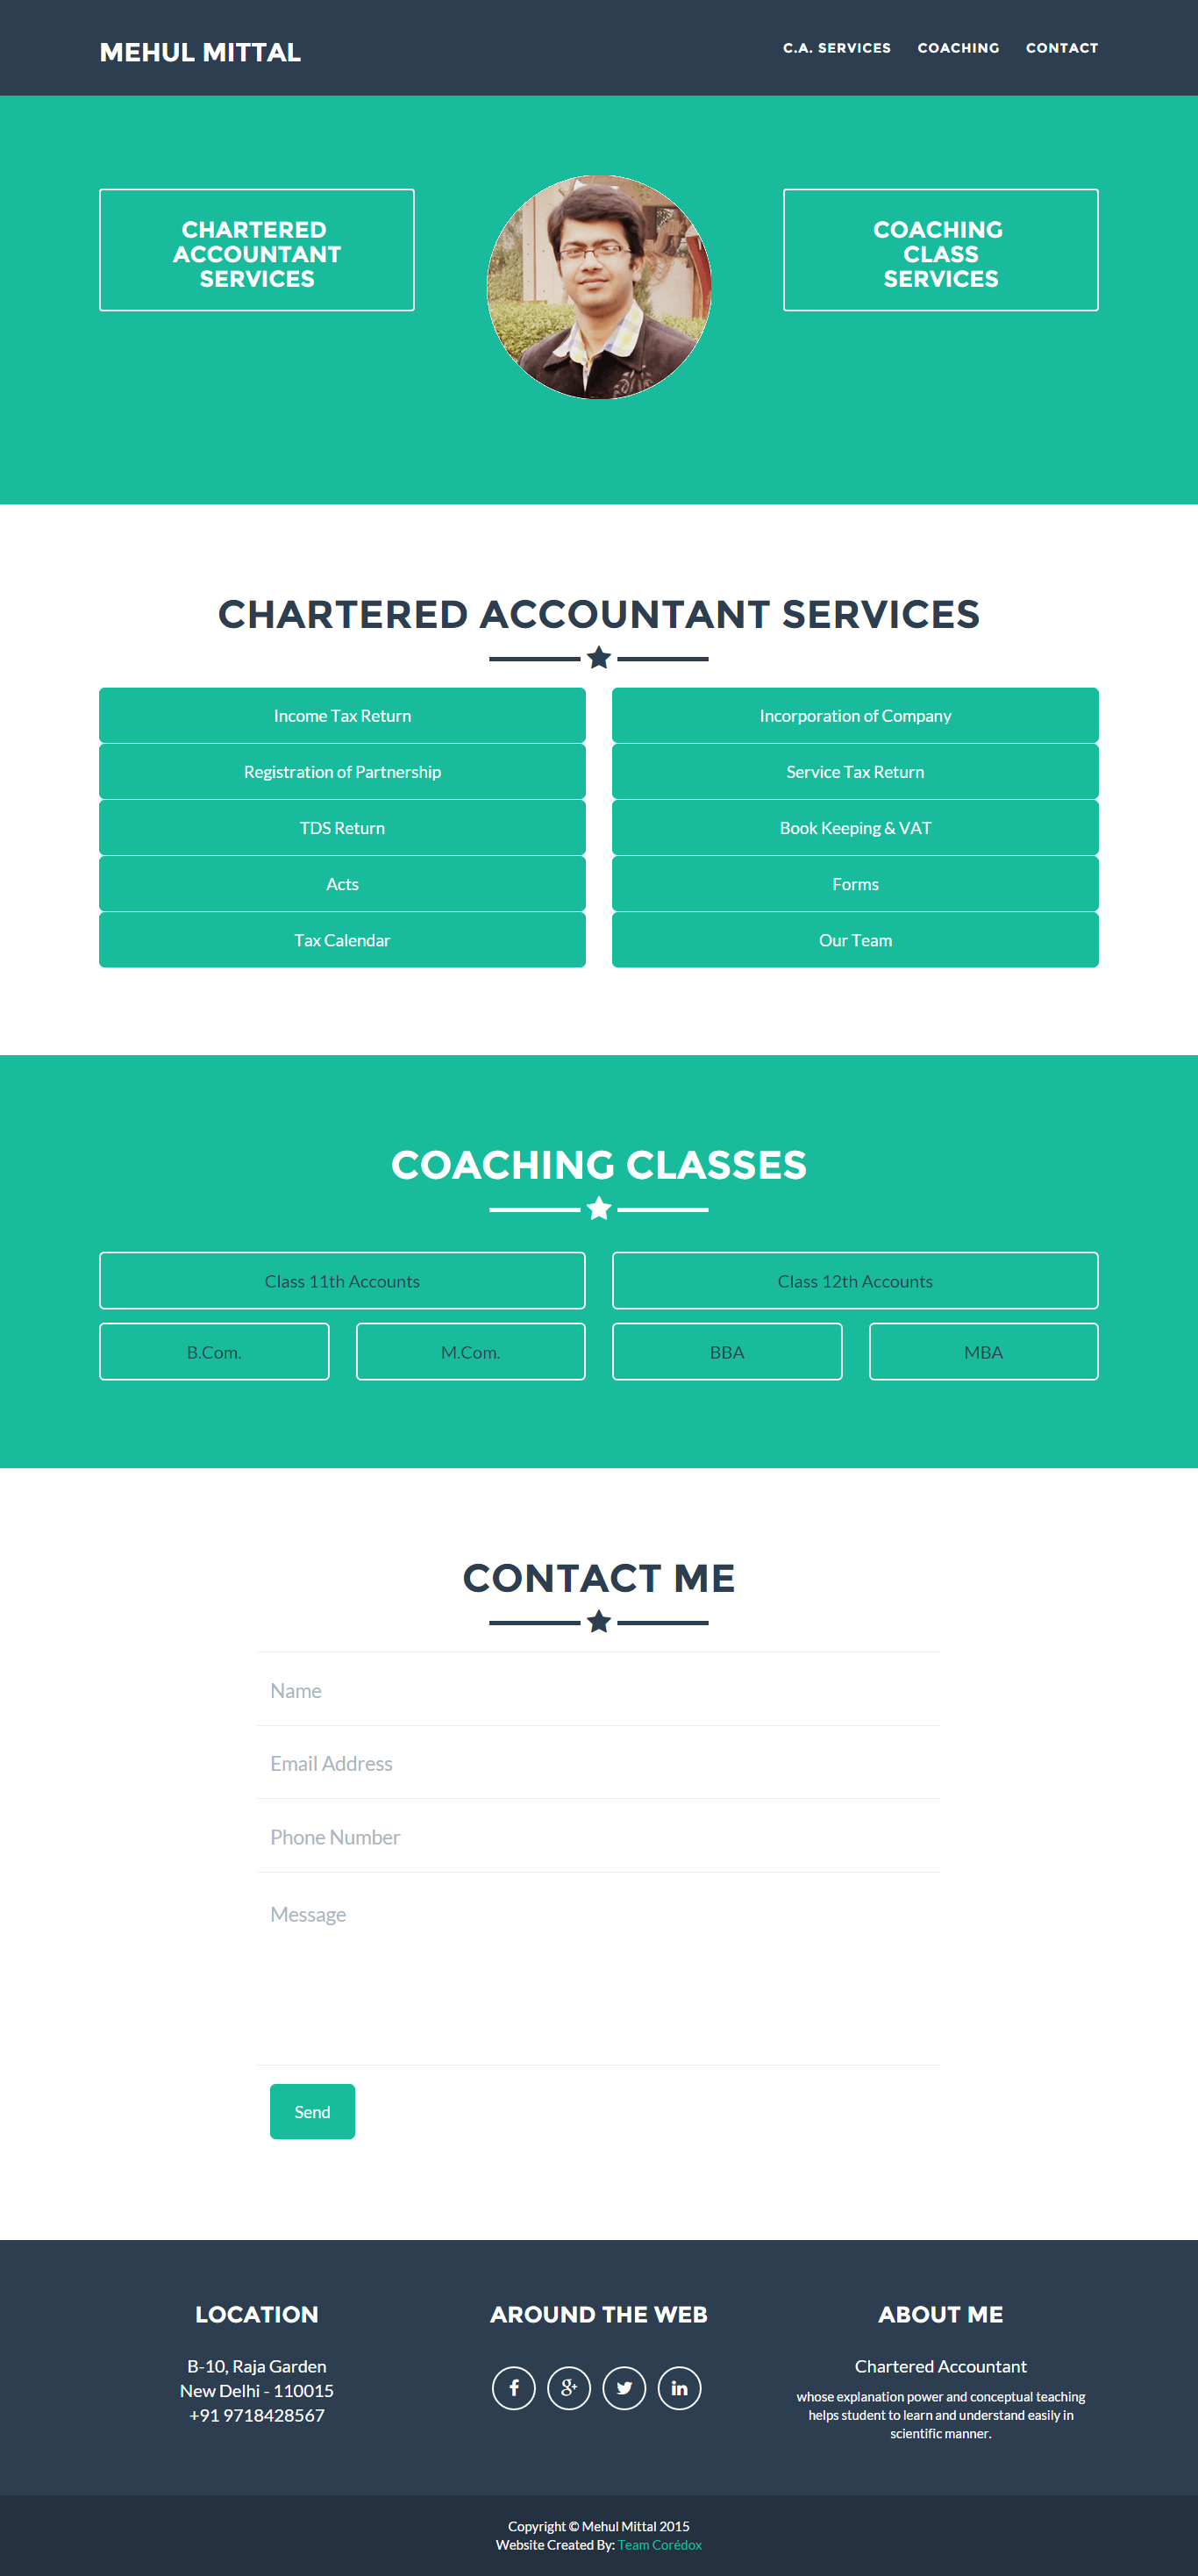 MEHUL MITTAL
C.A. SERVICES COACHING CONTACT
CHARTERED
ACCOUNTANT
SERVICES
COACHING
CLASS
SERVICES
CHARTERED ACCOUNTANT SERVICES
Income Tax Return
Incorporation of Company
Registration of Partnership
Service Tax Return
TDS Return
Book Keeping & VAT
Acts
Forms
Tax Calendar
Our Team
COACHING CLASSES
Class 11th Accounts
Class 12th Accounts
B.Com.
M.Com.
BBA
MBA
CONTACT ME
Name
Email Address
Phone Number
Message
Send
LOCATION
B-10, Raja Garden
New Delhi - 110015
+91 9718428567
AROUND THE WEB
ABOUT ME
Chartered Accountant
whose explanation power and conceptual teaching
helps student to learn and understand easily in
scientific manner.
Copyright © Mehul Mittal 2015
Website Created By: Team Corédox